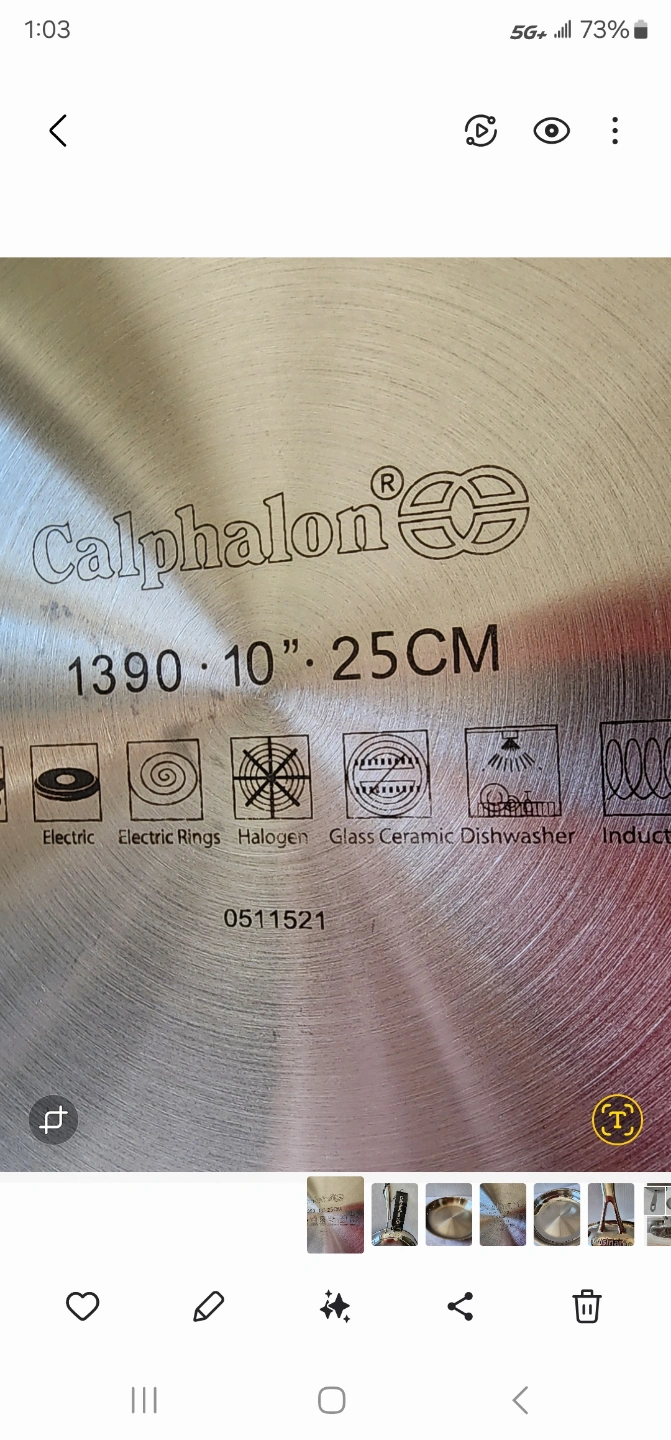 1:03
5G+ 73%
Calphalon®
1390 · 10" · 25CM
Electric Electric Rings Halogen Glass Ceramic Dishwasher Induct
0511521
T